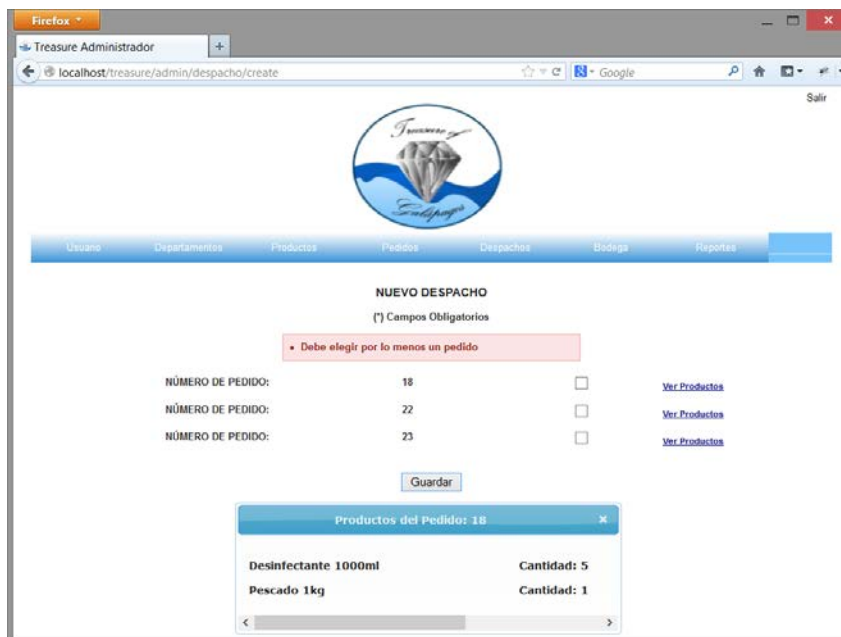 Firefox
Treasure Administrador
localhost/treasure/admin/despacho/create
Google
Salir
Treasure of
Galápagos
Usuario Departamentos Productos Pedidos Despachos Bodega Reportes
NUEVO DESPACHO
(*) Campos Obligatorios
• Debe elegir por lo menos un pedido
NÚMERO DE PEDIDO: 18 Ver Productos
NÚMERO DE PEDIDO: 22 Ver Productos
NÚMERO DE PEDIDO: 23 Ver Productos
Guardar
Productos del Pedido: 18
Desinfectante 1000ml Cantidad: 5
Pescado 1kg Cantidad: 1